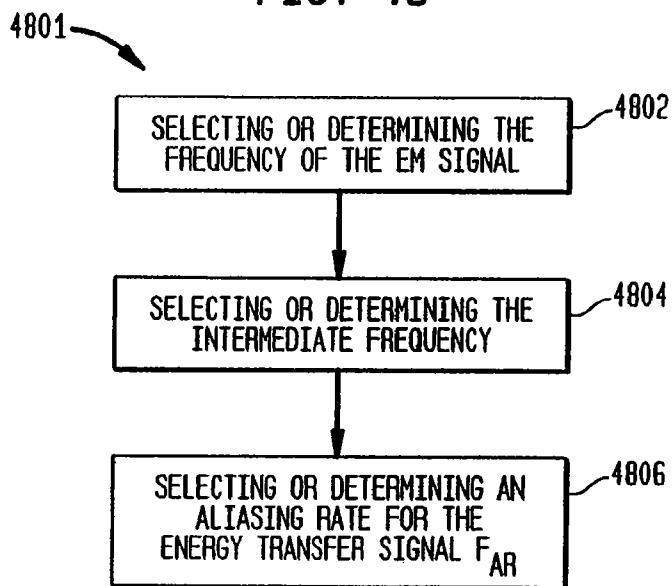 4801
4802
SELECTING OR DETERMINING THE
FREQUENCY OF THE EM SIGNAL
4804
SELECTING OR DETERMINING THE
INTERMEDIATE FREQUENCY
4806
SELECTING OR DETERMINING AN
ALIASING RATE FOR THE
ENERGY TRANSFER SIGNAL F_AR